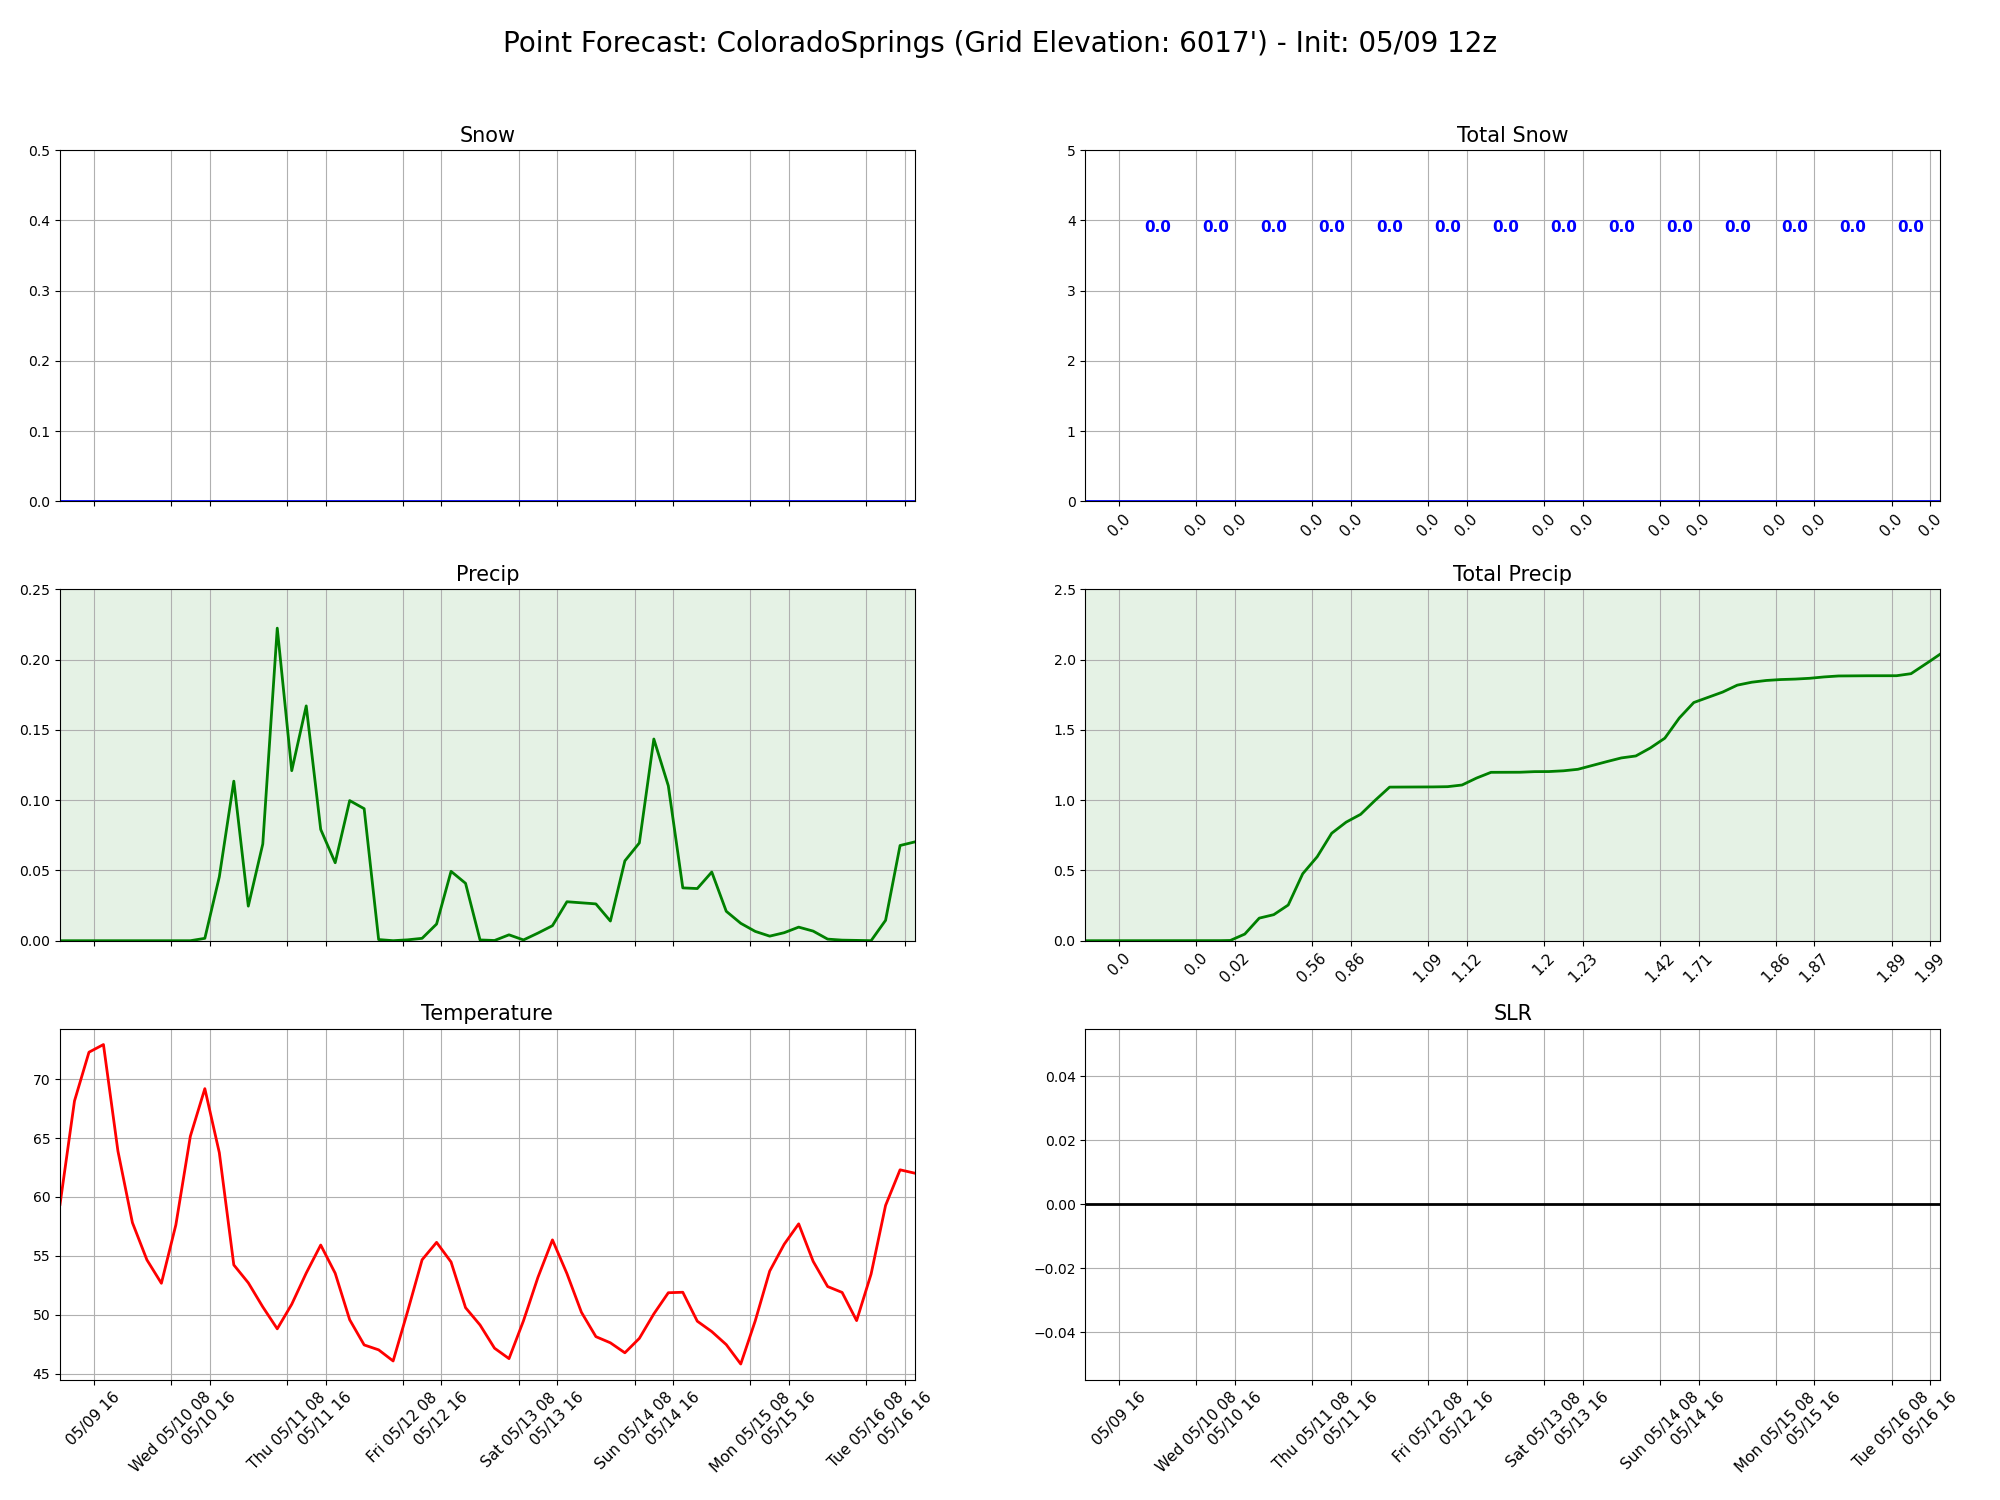 Point Forecast: ColoradoSprings (Grid Elevation: 6017') - Init: 05/09 12z
Snow
0.5
0.4
0.3
0.2
0.1
0.0
Total Snow
5
4
3
2
1
0
0.0 0.0 0.0 0.0 0.0 0.0 0.0 0.0 0.0 0.0 0.0 0.0 0.0 0.0
0.0 0.0 0.0 0.0 0.0 0.0 0.0 0.0 0.0 0.0 0.0 0.0 0.0 0.0 0.0
Precip
0.25
0.20
0.15
0.10
0.05
0.00
Total Precip
2.5
2.0
1.5
1.0
0.5
0.0
0.0 0.0 0.02 0.56 0.86 1.09 1.12 1.2 1.23 1.42 1.71 1.86 1.87 1.89 1.99
Temperature
70
65
60
55
50
45
05/09 16
Wed 05/10 08
05/10 16
Thu 05/11 08
05/11 16
Fri 05/12 08
05/12 16
Sat 05/13 08
05/13 16
Sun 05/14 08
05/14 16
Mon 05/15 08
05/15 16
Tue 05/16 08
05/16 16
SLR
0.04
0.02
0.00
−0.02
−0.04
05/09 16
Wed 05/10 08
05/10 16
Thu 05/11 08
05/11 16
Fri 05/12 08
05/12 16
Sat 05/13 08
05/13 16
Sun 05/14 08
05/14 16
Mon 05/15 08
05/15 16
Tue 05/16 08
05/16 16